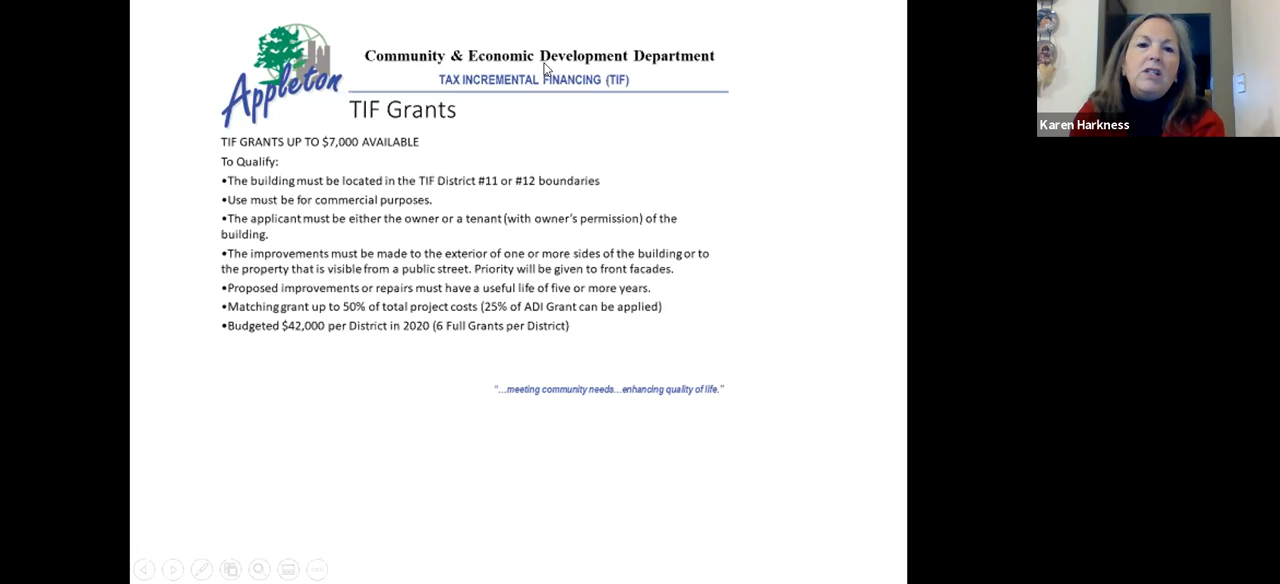 Appleton
Community & Economic Development Department
TAX INCREMENTAL FINANCING (TIF)
TIF Grants
TIF GRANTS UP TO $7,000 AVAILABLE
To Qualify:
•The building must be located in the TIF District #11 or #12 boundaries
•Use must be for commercial purposes.
•The applicant must be either the owner or a tenant (with owner's permission) of the
building.
•The improvements must be made to the exterior of one or more sides of the building or to
the property that is visible from a public street. Priority will be given to front facades.
•Proposed improvements or repairs must have a useful life of five or more years.
•Matching grant up to 50% of total project costs (25% of ADI Grant can be applied)
•Budgeted $42,000 per District in 2020 (6 Full Grants per District)
"...meeting community needs...enhancing quality of life."
Karen Harkness